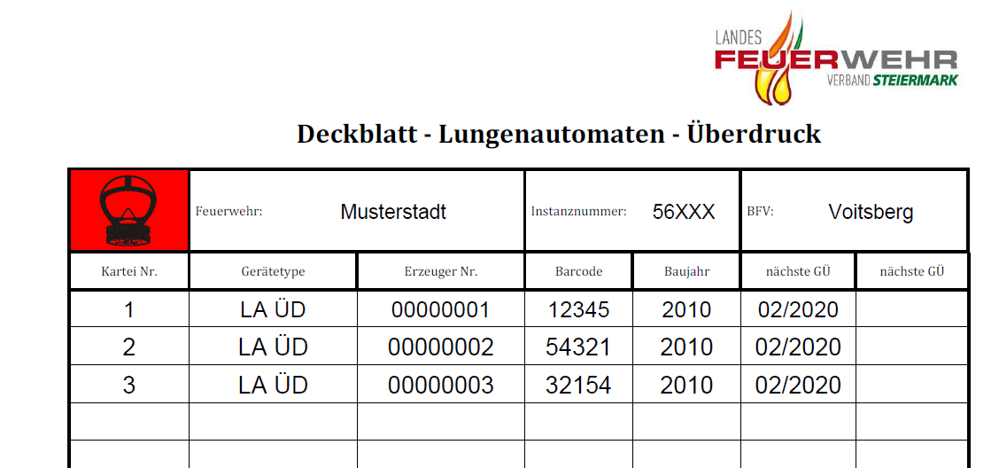 LANDES
FEUERWEHR
VERBAND STEIERMARK
Deckblatt - Lungenautomaten - Überdruck
Feuerwehr: Musterstadt Instanznummer: 56XXX BFV: Voitsberg
Kartei Nr. Gerätetype Erzeuger Nr. Barcode Baujahr nächste GÜ nächste GÜ
1 LA ÜD 00000001 12345 2010 02/2020
2 LA ÜD 00000002 54321 2010 02/2020
3 LA ÜD 00000003 32154 2010 02/2020